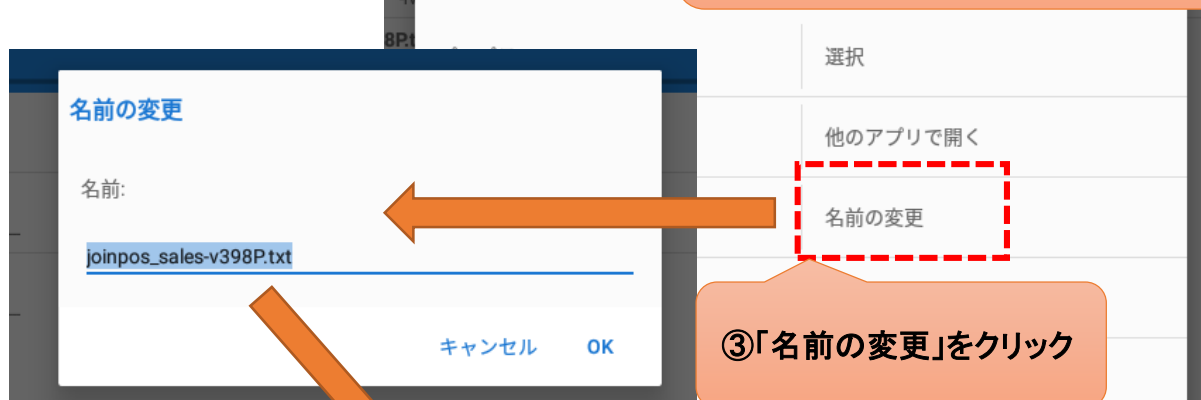 8P.t
選択
名前の変更
他のアプリで開く
名前:
名前の変更
joinpos_sales-v398P.txt
キャンセル OK
③「名前の変更」をクリック